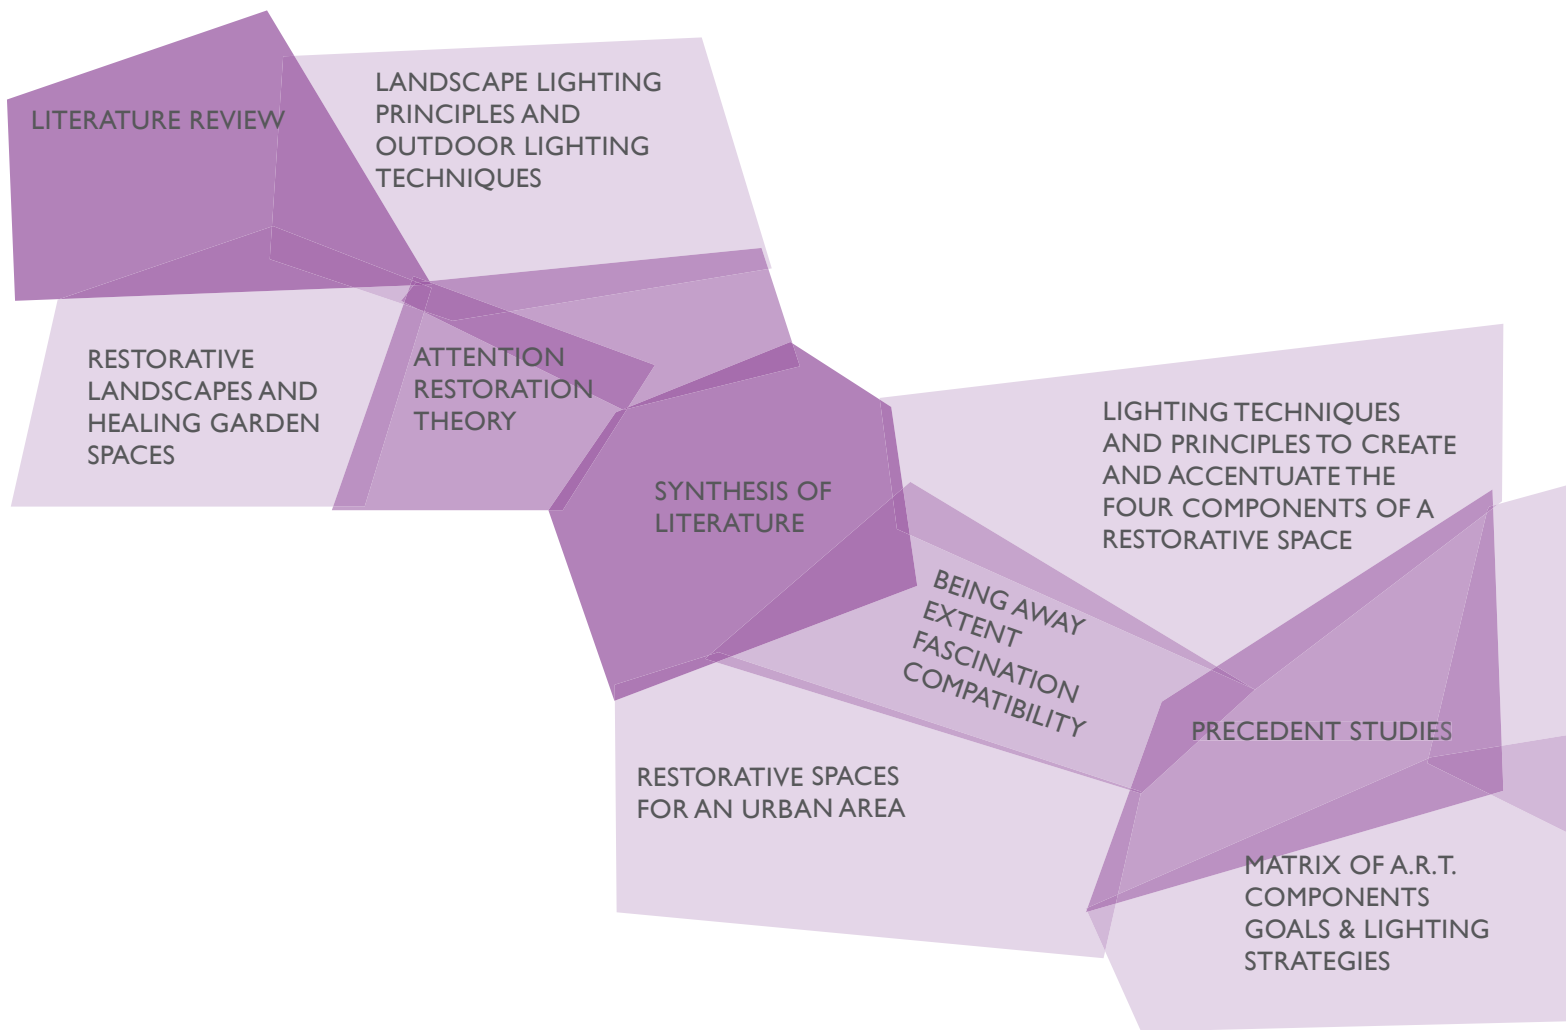 LITERATURE REVIEW
LANDSCAPE LIGHTING
PRINCIPLES AND
OUTDOOR LIGHTING
TECHNIQUES
RESTORATIVE
LANDSCAPES AND
HEALING GARDEN
SPACES
ATTENTION
RESTORATION
THEORY
SYNTHESIS OF
LITERATURE
LIGHTING TECHNIQUES
AND PRINCIPLES TO CREATE
AND ACCENTUATE THE
FOUR COMPONENTS OF A
RESTORATIVE SPACE
BEING AWAY
EXTENT
FASCINATION
COMPATIBILITY
RESTORATIVE SPACES
FOR AN URBAN AREA
PRECEDENT STUDIES
MATRIX OF A.R.T.
COMPONENTS
GOALS & LIGHTING
STRATEGIES